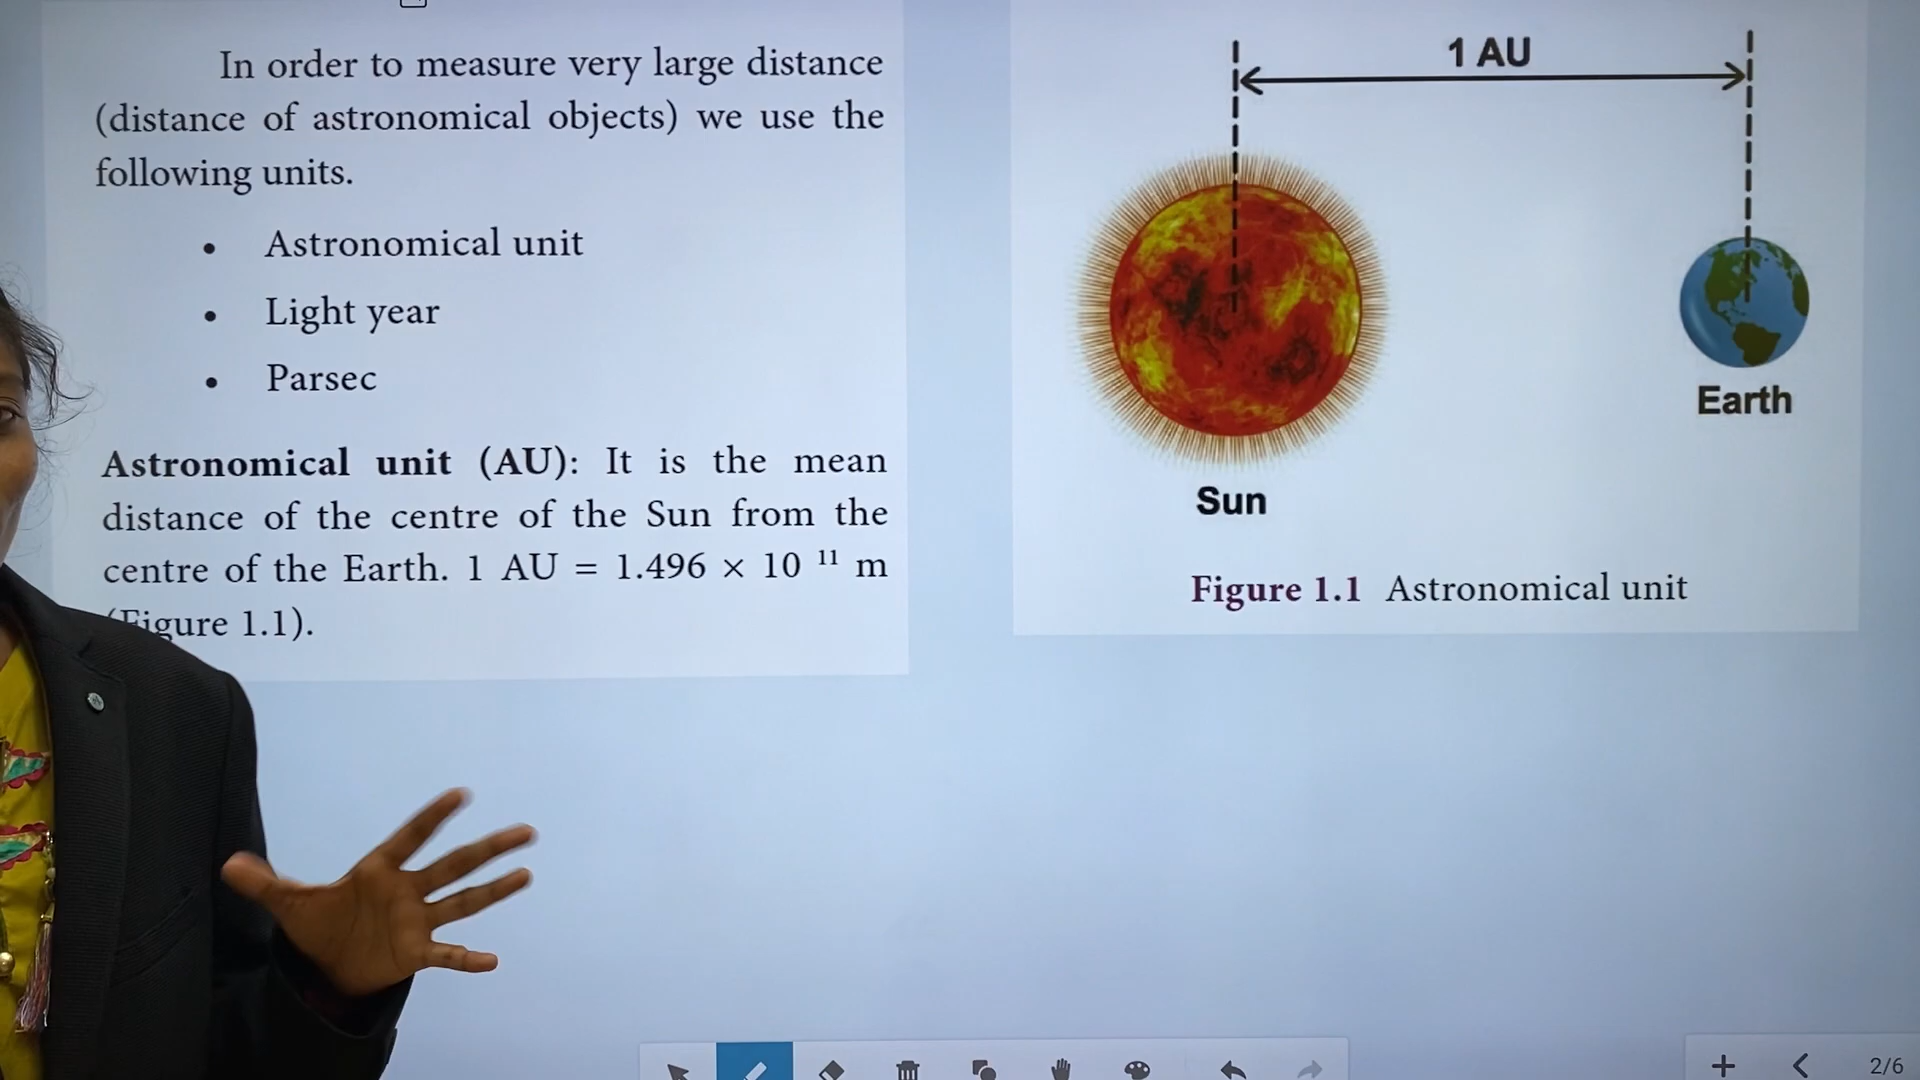 In order to measure very large distance
(distance of astronomical objects) we use the
following units.
• Astronomical unit
• Light year
• Parsec
Astronomical unit (AU): It is the mean
distance of the centre of the Sun from the
centre of the Earth. 1 AU = 1.496 × 10 ¹¹ m
(Figure 1.1).
1 AU
Earth
Sun
Figure 1.1 Astronomical unit
2/6